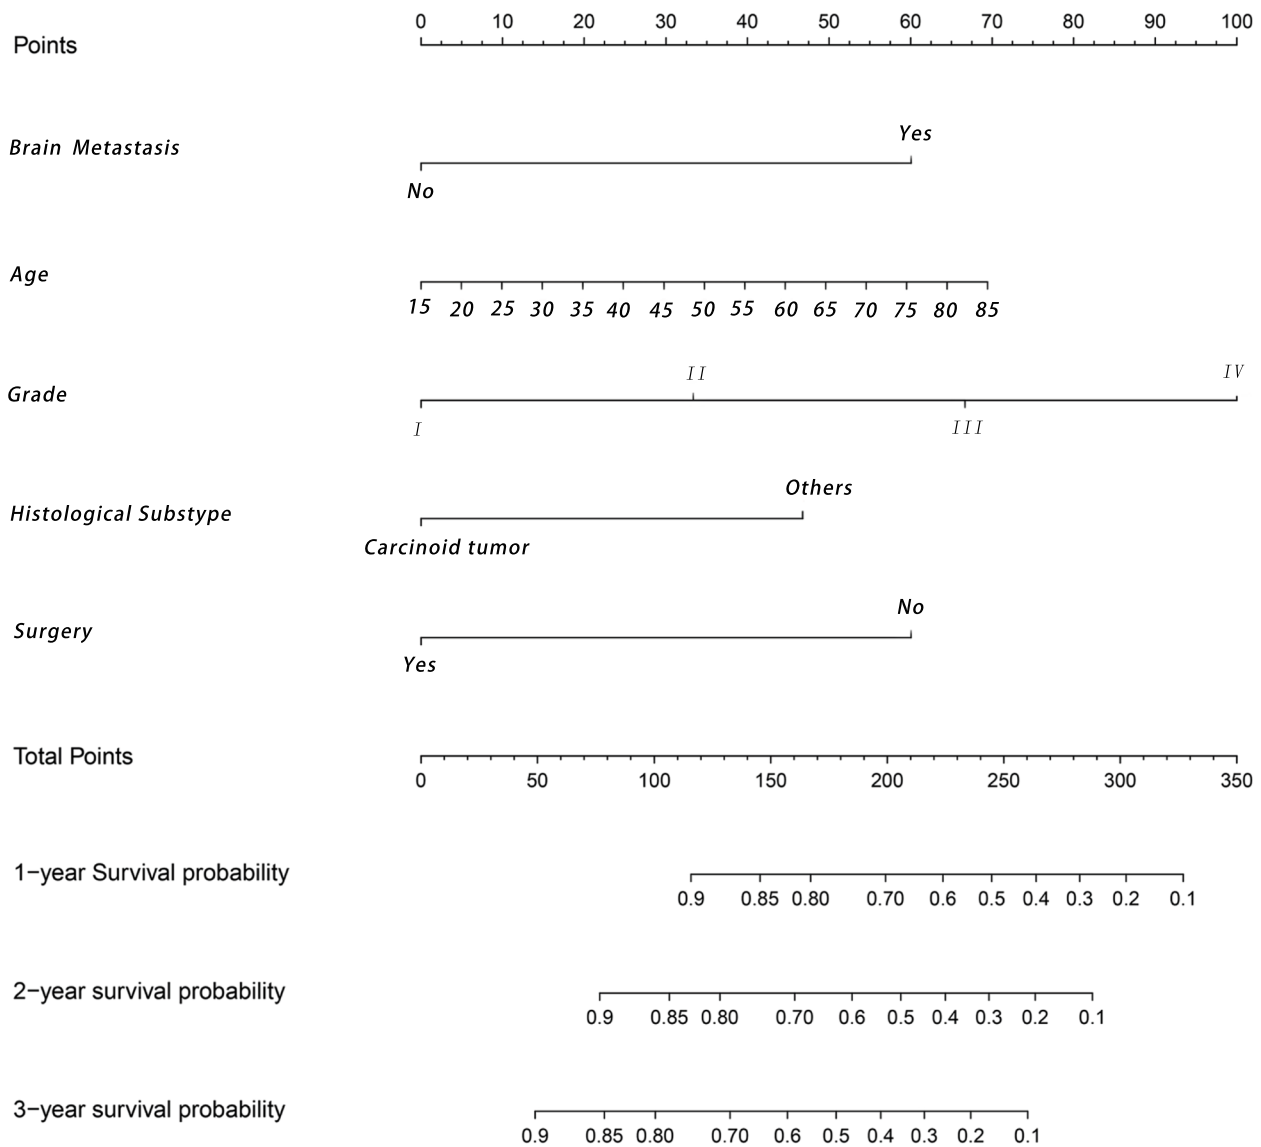 0 10 20 30 40 50 60 70 80 90 100
Points
Yes
Brain Metastasis
No
Age
15 20 25 30 35 40 45 50 55 60 65 70 75 80 85
II IV
Grade
I III
Others
Histological Substype
Carcinoid tumor
No
Surgery
Yes
Total Points
0 50 100 150 200 250 300 350
1−year Survival probability
0.9 0.85 0.80 0.70 0.6 0.5 0.4 0.3 0.2 0.1
2−year survival probability
0.9 0.85 0.80 0.70 0.6 0.5 0.4 0.3 0.2 0.1
3−year survival probability
0.9 0.85 0.80 0.70 0.6 0.5 0.4 0.3 0.2 0.1